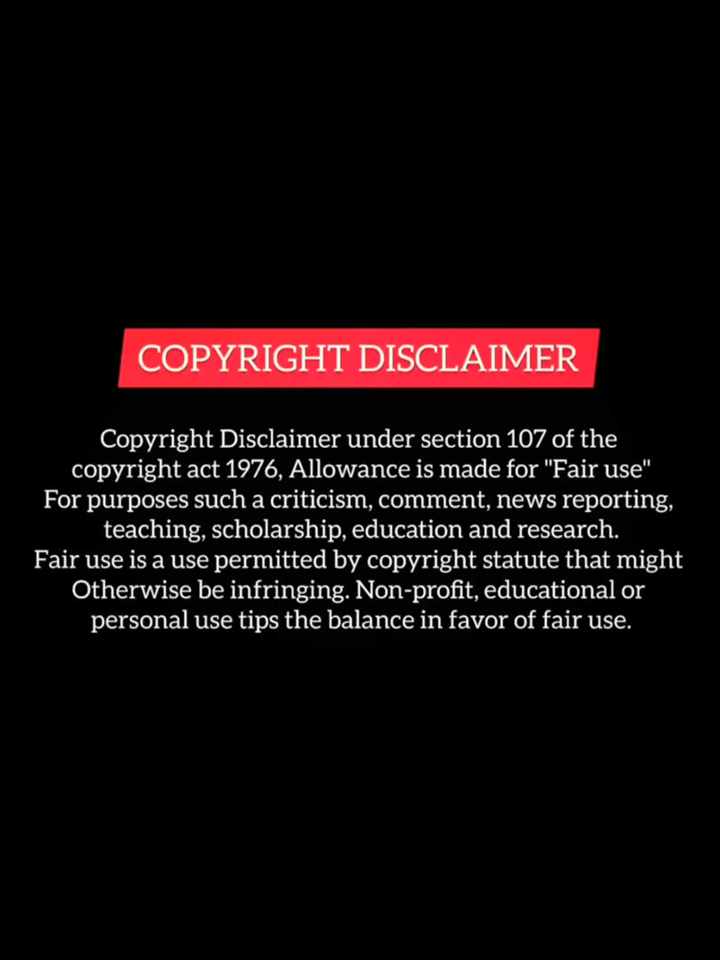 COPYRIGHT DISCLAIMER
Copyright Disclaimer under section 107 of the
copyright act 1976, Allowance is made for "Fair use"
For purposes such a criticism, comment, news reporting,
teaching, scholarship, education and research.
Fair use is a use permitted by copyright statute that might
Otherwise be infringing. Non-profit, educational or
personal use tips the balance in favor of fair use.